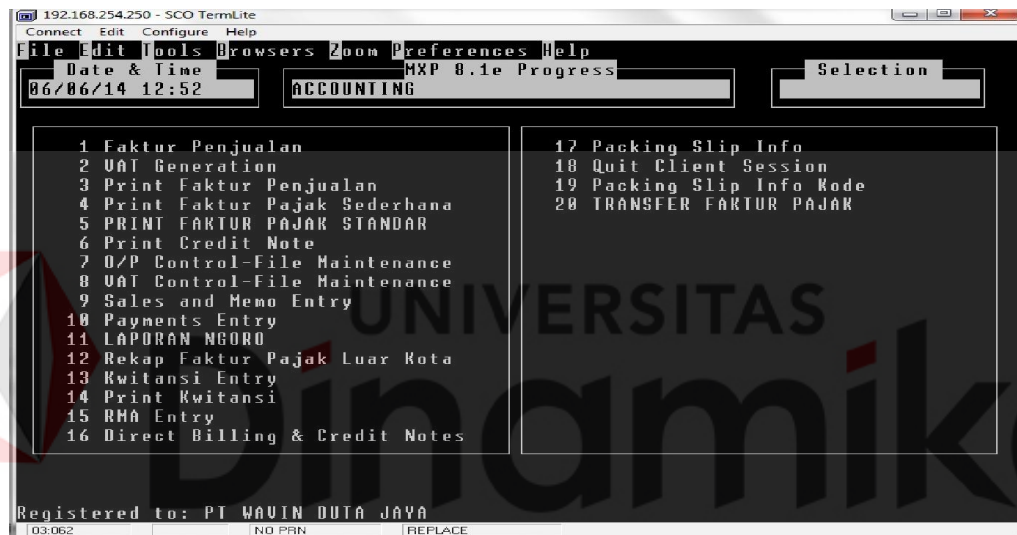 192.168.254.250 - SCO TermLite
Connect Edit Configure Help
File Edit Tools Browsers Zoom Preferences Help
Date & Time
MXP 8.1e Progress
Selection
06/06/14 12:52
ACCOUNTING
1 Faktur Penjualan
2 VAT Generation
3 Print Faktur Penjualan
4 Print Faktur Pajak Sederhana
5 PRINT FAKTUR PAJAK STANDAR
6 Print Credit Note
7 O/P Control-File Maintenance
8 VAT Control-File Maintenance
9 Sales and Memo Entry
10 Payments Entry
11 LAPORAN NGORO
12 Rekap Faktur Pajak Luar Kota
13 Kwitansi Entry
14 Print Kwitansi
15 RMA Entry
16 Direct Billing & Credit Notes
17 Packing Slip Info
18 Quit Client Session
19 Packing Slip Info Kode
20 TRANSFER FAKTUR PAJAK
UNIVERSITAS
Dinamika
Registered to: PT WAVIN DUTA JAYA
03:062 NO PRN REPLACE